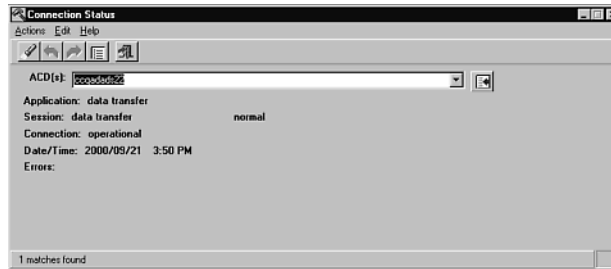 Connection Status
Actions Edit Help
ACD(s): ccqadads22
Application: data transfer
Session: data transfer normal
Connection: operational
Date/Time: 2000/09/21 3:50 PM
Errors:
1 matches found